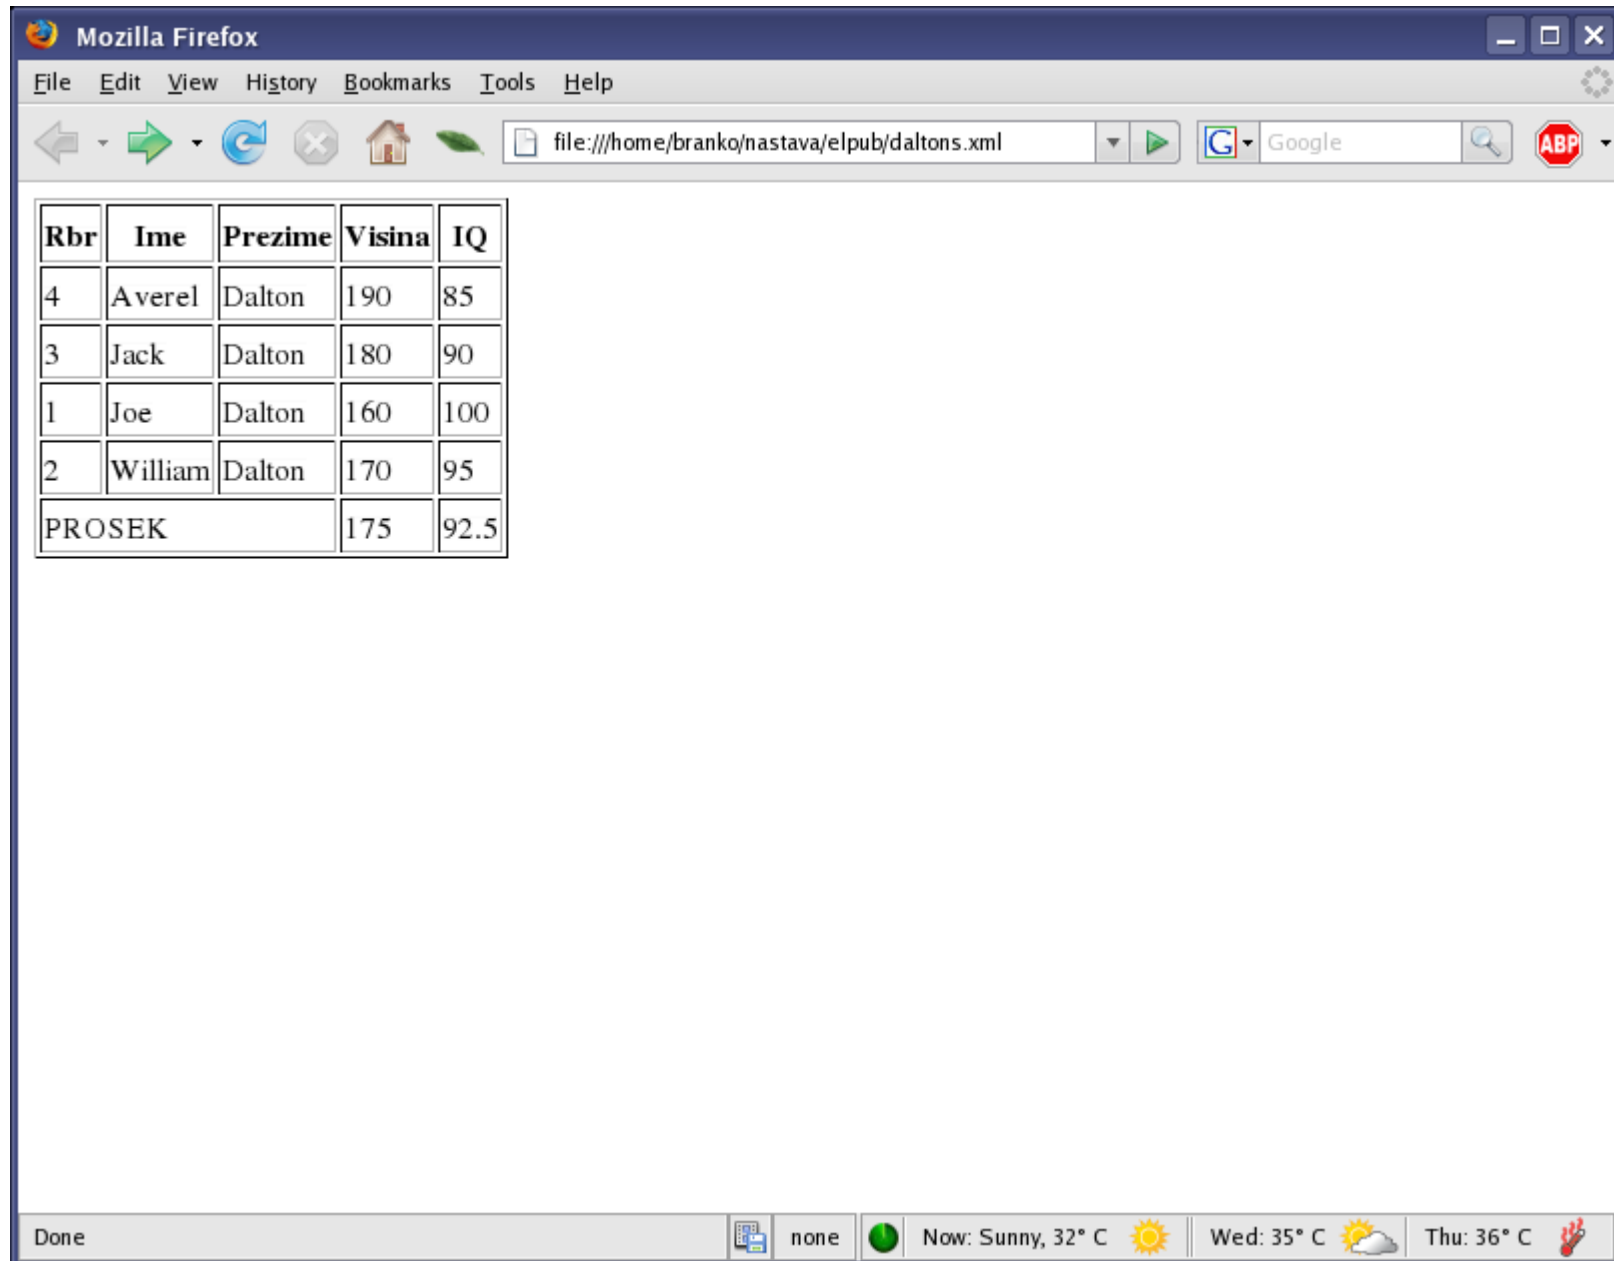 Mozilla Firefox
File Edit View History Bookmarks Tools Help
file:///home/branko/nastava/elpub/daltons.xml G Google ABP
Rbr Ime Prezime Visina IQ
4 Averel Dalton 190 85
3 Jack Dalton 180 90
1 Joe Dalton 160 100
2 William Dalton 170 95
PROSEK 175 92.5
Done none Now: Sunny, 32° C Wed: 35° C Thu: 36° C